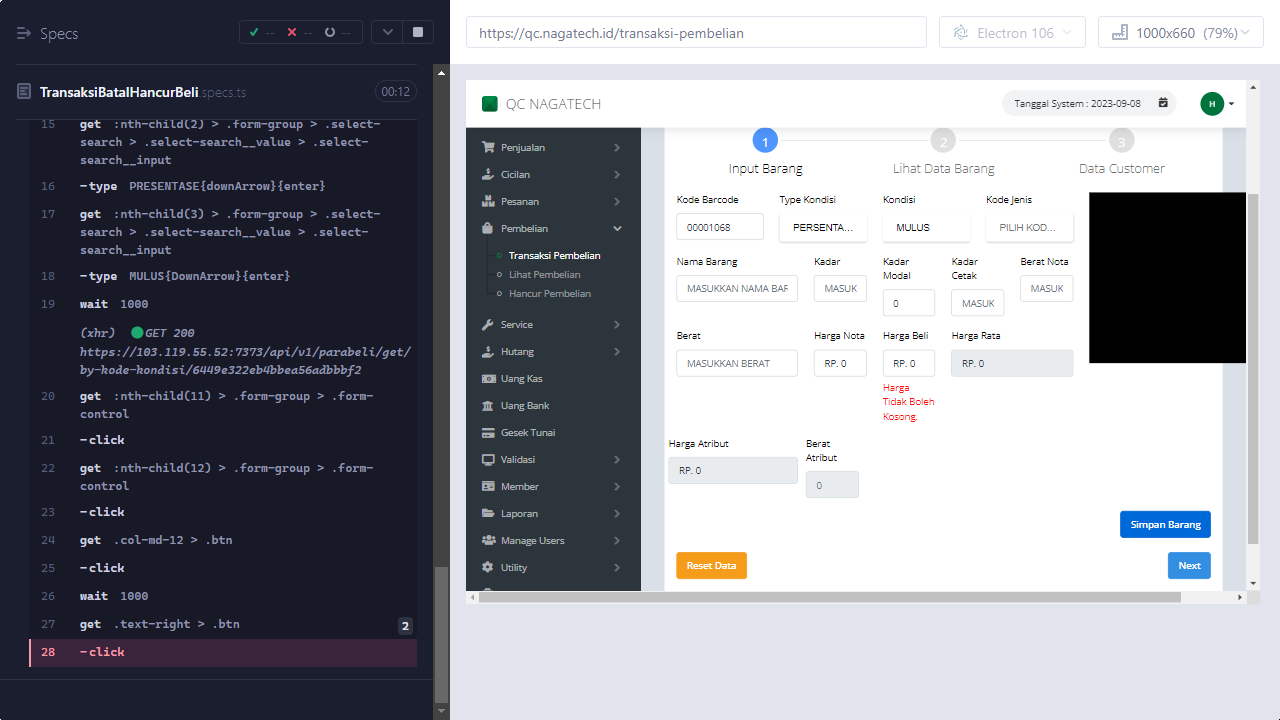 Specs
--
--
--
TransaksiBatalHancurBeli.specs.ts
00:12
15 get :nth-child(2) > .form-group > .select-
search > .select-search__value > .select-
search__input
16 -type PRESENTASE{downArrow}{enter}
17 get :nth-child(3) > .form-group > .select-
search > .select-search__value > .select-
search__input
18 -type MULUS{DownArrow}{enter}
19 wait 1000
(xhr) GET 200
https://103.119.55.52:7373/api/v1/parabeli/get/
by-kode-kondisi/6449e322eb4bbea56adbbbf2
20 get :nth-child(11) > .form-group > .form-
control
21 -click
22 get :nth-child(12) > .form-group > .form-
control
23 -click
24 get .col-md-12 > .btn
25 -click
26 wait 1000
27 get .text-right > .btn 2
28 -click
https://qc.nagatech.id/transaksi-pembelian
Electron 106
1000x660 (79%)
QC NAGATECH
Tanggal System : 2023-09-08
H
Penjualan
Cicilan
Pesanan
Pembelian
Transaksi Pembelian
Lihat Pembelian
Hancur Pembelian
Service
Hutang
Uang Kas
Uang Bank
Gesek Tunai
Validasi
Member
Laporan
Manage Users
Utility
1 2 3
Input Barang Lihat Data Barang Data Customer
Kode Barcode Type Kondisi Kondisi Kode Jenis
00001068 PERSENTA... MULUS PILIH KOD...
Nama Barang Kadar Kadar Modal Kadar Cetak Berat Nota
MASUKKAN NAMA BAR MASUK 0 MASUK MASUK
Berat Harga Nota Harga Beli Harga Rata
MASUKKAN BERAT RP. 0 RP. 0 RP. 0
Harga
Tidak Boleh
Kosong.
Harga Atribut Berat Atribut
RP. 0 0
Simpan Barang
Reset Data Next